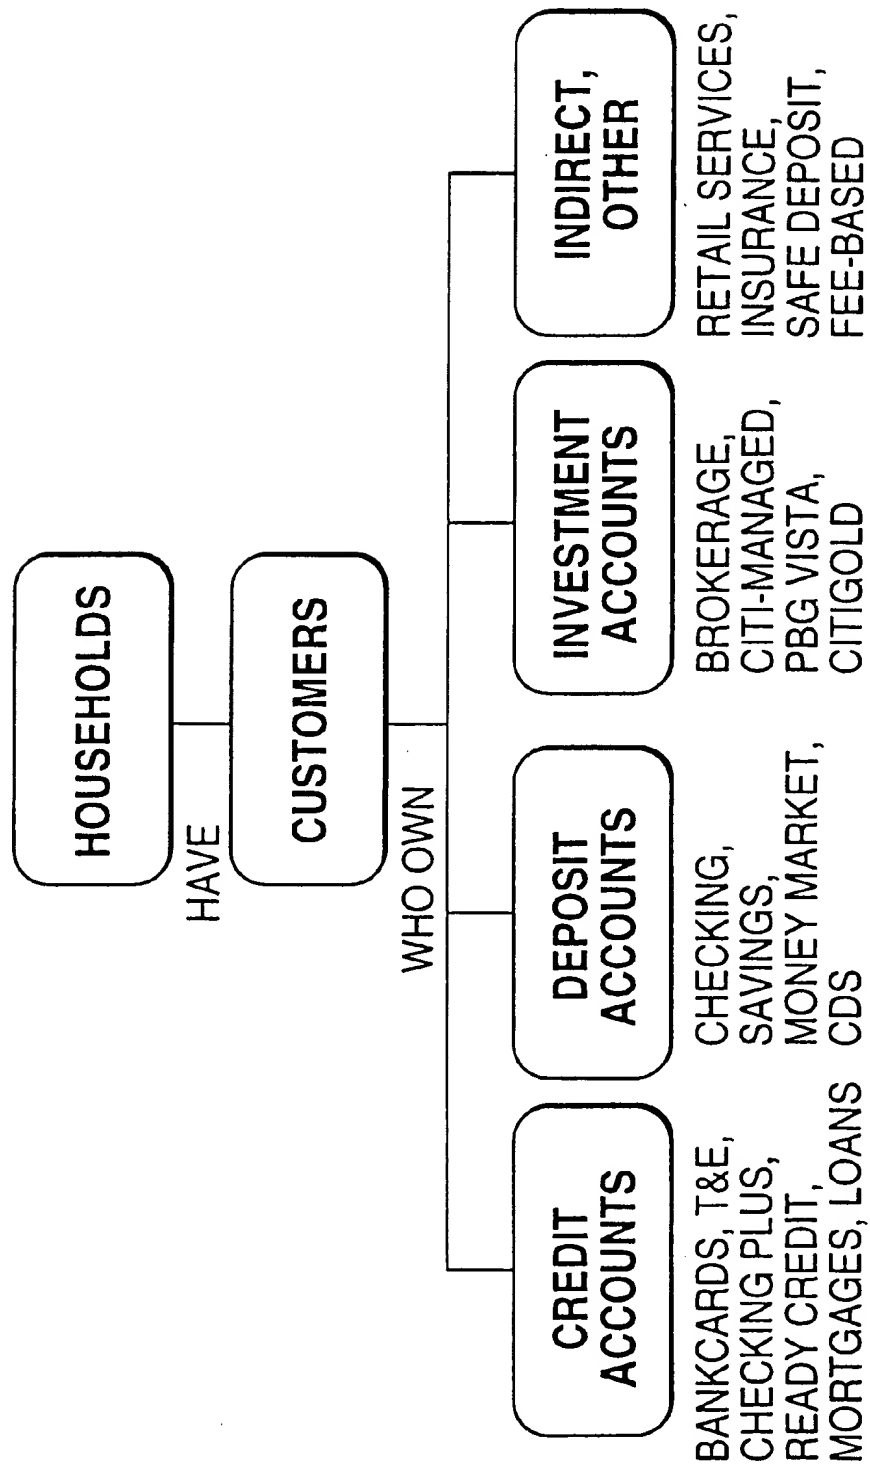 HOUSEHOLDS
HAVE
CUSTOMERS
WHO OWN
CREDIT
ACCOUNTS
BANKCARDS, T&E,
CHECKING PLUS,
READY CREDIT,
MORTGAGES, LOANS
DEPOSIT
ACCOUNTS
CHECKING,
SAVINGS,
MONEY MARKET,
CDS
INVESTMENT
ACCOUNTS
BROKERAGE,
CITI-MANAGED,
PBG VISTA,
CITIGOLD
INDIRECT,
OTHER
RETAIL SERVICES,
INSURANCE,
SAFE DEPOSIT,
FEE-BASED